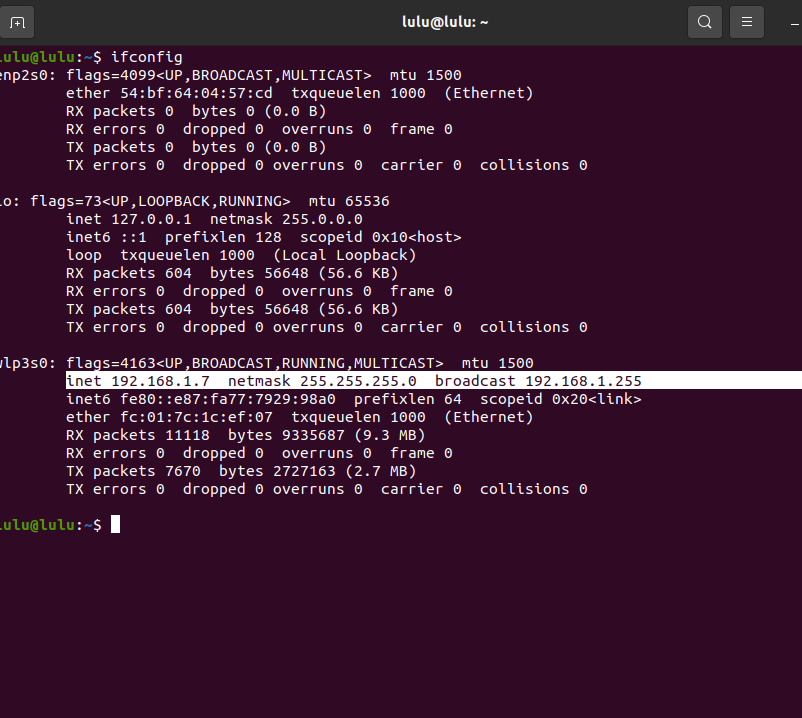 lulu@lulu: ~
lulu@lulu:~$ ifconfig
enp2s0: flags=4099<UP,BROADCAST,MULTICAST>  mtu 1500
ether 54:bf:64:04:57:cd  txqueuelen 1000  (Ethernet)
RX packets 0  bytes 0 (0.0 B)
RX errors 0  dropped 0  overruns 0  frame 0
TX packets 0  bytes 0 (0.0 B)
TX errors 0  dropped 0 overruns 0  carrier 0  collisions 0
lo: flags=73<UP,LOOPBACK,RUNNING>  mtu 65536
inet 127.0.0.1  netmask 255.0.0.0
inet6 ::1  prefixlen 128  scopeid 0x10<host>
loop  txqueuelen 1000  (Local Loopback)
RX packets 604  bytes 56648 (56.6 KB)
RX errors 0  dropped 0  overruns 0  frame 0
TX packets 604  bytes 56648 (56.6 KB)
TX errors 0  dropped 0 overruns 0  carrier 0  collisions 0
wlp3s0: flags=4163<UP,BROADCAST,RUNNING,MULTICAST>  mtu 1500
inet 192.168.1.7  netmask 255.255.255.0  broadcast 192.168.1.255
inet6 fe80::e87:fa77:7929:98a0  prefixlen 64  scopeid 0x20<link>
ether fc:01:7c:1c:ef:07  txqueuelen 1000  (Ethernet)
RX packets 11118  bytes 9335687 (9.3 MB)
RX errors 0  dropped 0  overruns 0  frame 0
TX packets 7670  bytes 2727163 (2.7 MB)
TX errors 0  dropped 0 overruns 0  carrier 0  collisions 0
lulu@lulu:~$